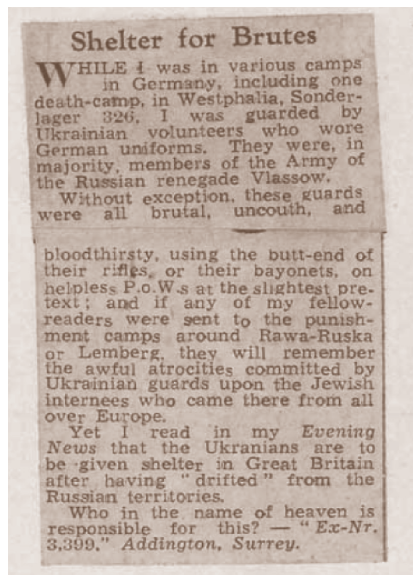 Shelter for Brutes
WHILE I was in various camps
in Germany, including one
death-camp, in Westphalia, Sonder-
lager 326, I was guarded by
Ukrainian volunteers who wore
German uniforms. They were, in
majority, members of the Army of
the Russian renegade Vlassow.
Without exception, these guards
were all brutal, uncouth, and
bloodthirsty, using the butt-end of
their rifles, or their bayonets, on
helpless P.o.W.s at the slightest pre-
text; and if any of my fellow-
readers were sent to the punish-
ment camps around Rawa-Ruska
or Lemberg, they will remember
the awful atrocities committed by
Ukrainian guards upon the Jewish
internees who came there from all
over Europe.
Yet I read in my Evening
News that the Ukranians are to
be given shelter in Great Britain
after having "drifted" from the
Russian territories.
Who in the name of heaven is
responsible for this? — "Ex-Nr.
3,399," Addington, Surrey.